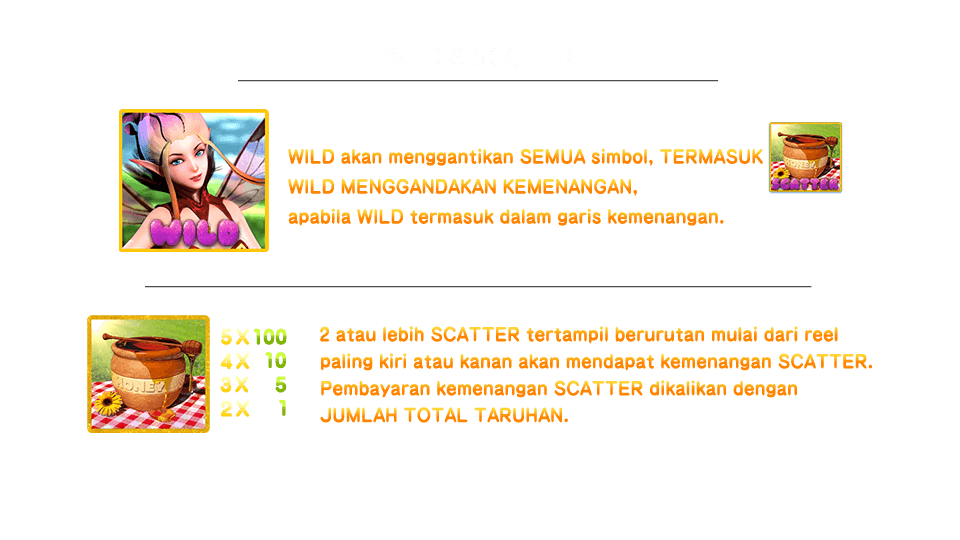 WILD akan menggantikan SEMUA simbol, TERMASUK
SCATTER
WILD MENGGANDAKAN KEMENANGAN,
apabila WILD termasuk dalam garis kemenangan.
WILD
HONEY
5X100
4X 10
3X 5
2X 1
2 atau lebih SCATTER tertampil berurutan mulai dari reel
paling kiri atau kanan akan mendapat kemenangan SCATTER.
Pembayaran kemenangan SCATTER dikalikan dengan
JUMLAH TOTAL TARUHAN.